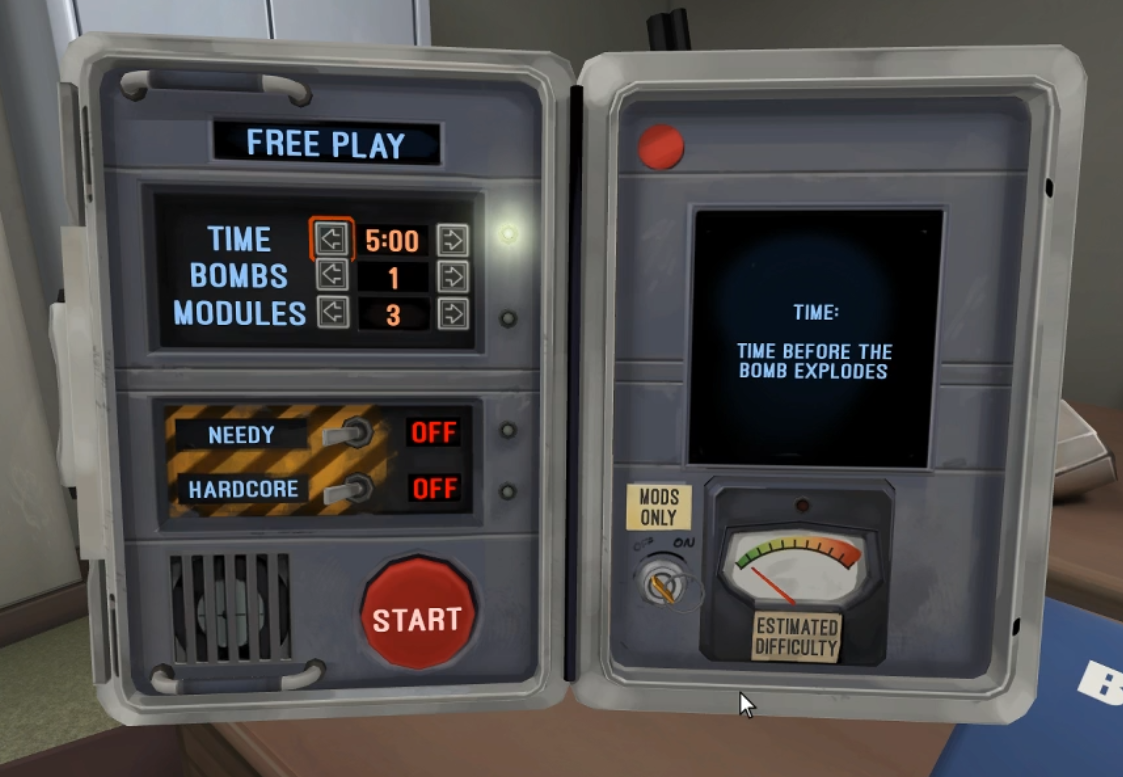 FREE PLAY
TIME 5:00
BOMBS 1
MODULES 3
NEEDY OFF
HARDCORE OFF
START
TIME:
TIME BEFORE THE
BOMB EXPLODES
MODS
ONLY
OFF ON
ESTIMATED
DIFFICULTY
B